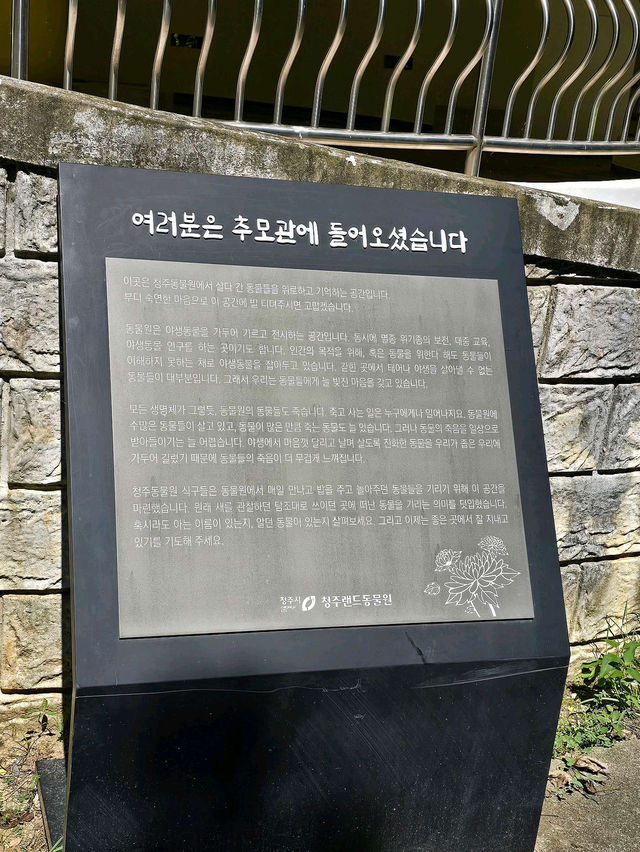 여러분은 추모관에 들어오셨습니다
이곳은 청주동물원에서 살다 간 동물들을 위로하고 기억하는 공간입니다.
부디 숙연한 마음으로 이 공간에 발 디뎌주시면 고맙겠습니다.
동물원은 야생동물을 가두어 기르고 전시하는 공간입니다. 동시에 멸종 위기종의 보전, 대중 교육,
야생동물 연구를 하는 곳이기도 합니다. 인간의 목적을 위해, 혹은 동물을 위한다 해도 동물들이
이해하지 못하는 채로 야생동물을 잡아두고 있습니다. 갇힌 곳에서 태어나 야생을 살아낼 수 없는
동물들이 대부분입니다. 그래서 우리는 동물들에게 늘 빚진 마음을 갖고 있습니다.
모든 생명체가 그렇듯, 동물원의 동물들도 죽습니다. 죽고 사는 일은 누구에게나 일어나지요. 동물원에
수많은 동물들이 살고 있고, 동물이 많은 만큼 죽는 동물도 늘 있습니다. 그러나 동물의 죽음을 일상으로
받아들이기는 늘 어렵습니다. 야생에서 마음껏 달리고 날며 살도록 진화한 동물을 우리가 좁은 우리에
가두어 길렀기 때문에 동물들의 죽음이 더 무겁게 느껴집니다.
청주동물원 식구들은 동물원에서 매일 만나고 밥을 주고 놀아주던 동물들을 기리기 위해 이 공간을
마련했습니다. 원래 새를 관찰하던 탐조대로 쓰이던 곳에 떠난 동물을 기리는 의미를 덧입혔습니다.
혹시라도 아는 이름이 있는지, 알던 동물이 있는지 살펴보세요. 그리고 이제는 좋은 곳에서 잘 지내고
있기를 기도해 주세요.
청주시 청주랜드동물원